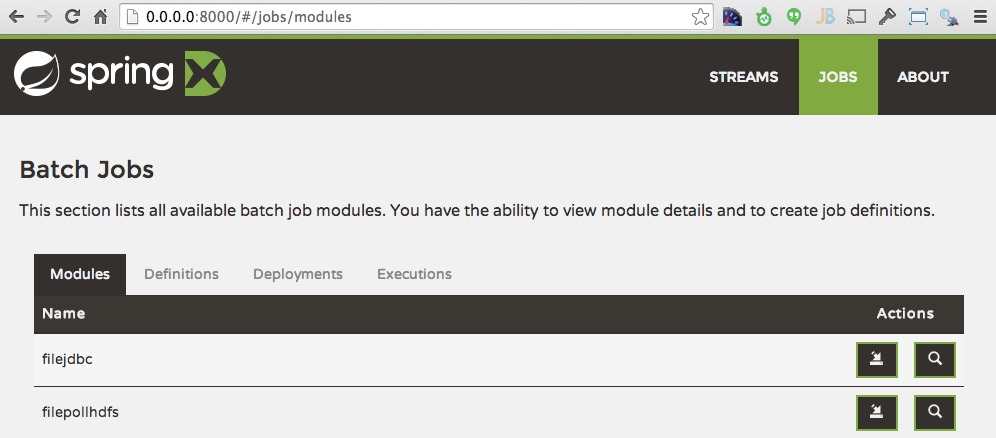 0.0.0.0:8000/#/jobs/modules
JB
spring XD
STREAMS JOBS ABOUT
Batch Jobs
This section lists all available batch job modules. You have the ability to view module details and to create job definitions.
Modules Definitions Deployments Executions
Name Actions
filejdbc
filepollhdfs